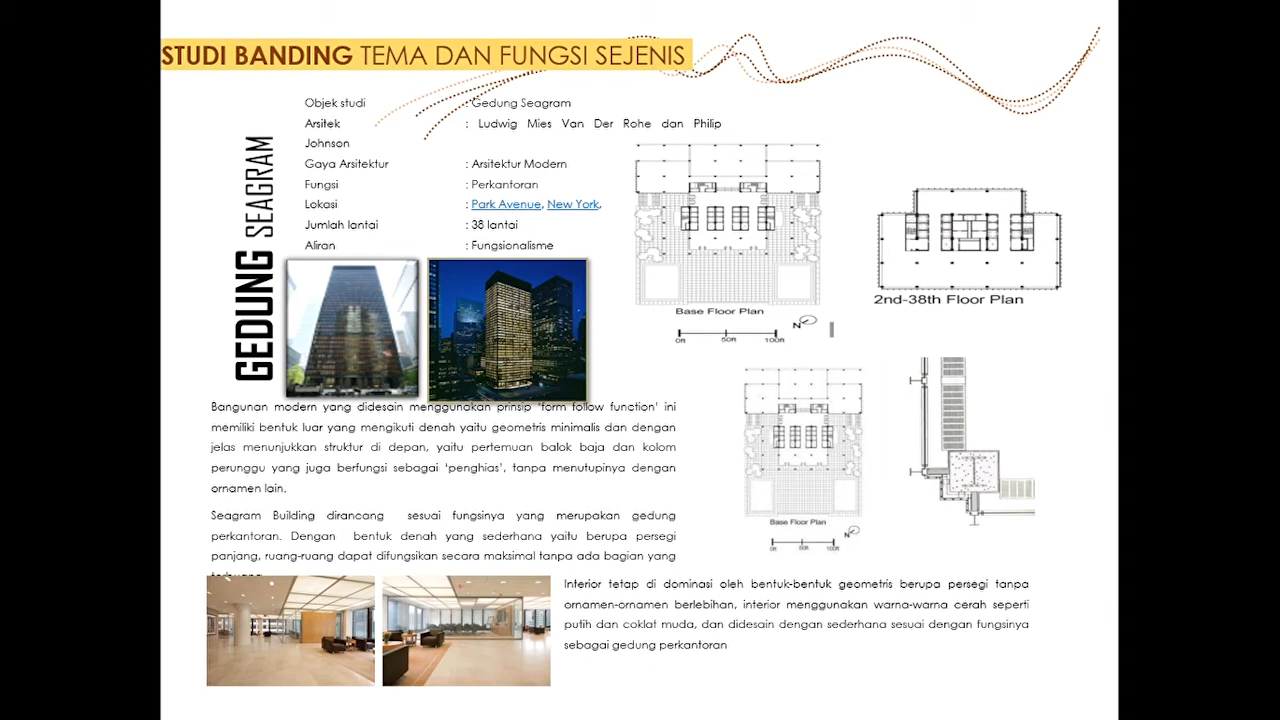 STUDI BANDING TEMA DAN FUNGSI SEJENIS
GEDUNG SEAGRAM
Objek studi : Gedung Seagram
Arsitek : Ludwig Mies Van Der Rohe dan Philip
Johnson
Gaya Arsitektur : Arsitektur Modern
Fungsi : Perkantoran
Lokasi : Park Avenue, New York,
Jumlah lantai : 38 lantai
Aliran : Fungsionalisme
Base Floor Plan
N
0ft 50ft 100ft
2nd-38th Floor Plan
Bangunan modern yang didesain menggunakan prinsip ‘form follow function’ ini
memiliki bentuk luar yang mengikuti denah yaitu geometris minimalis dan dengan
jelas menunjukkan struktur di depan, yaitu pertemuan balok baja dan kolom
perunggu yang juga berfungsi sebagai ‘penghias’, tanpa menutupinya dengan
ornamen lain.
Seagram Building dirancang sesuai fungsinya yang merupakan gedung
perkantoran. Dengan bentuk denah yang sederhana yaitu berupa persegi
panjang, ruang-ruang dapat difungsikan secara maksimal tanpa ada bagian yang
Base Floor Plan
N
0ft 50ft 100ft
Interior tetap di dominasi oleh bentuk-bentuk geometris berupa persegi tanpa
ornamen-ornamen berlebihan, interior menggunakan warna-warna cerah seperti
putih dan coklat muda, dan didesain dengan sederhana sesuai dengan fungsinya
sebagai gedung perkantoran